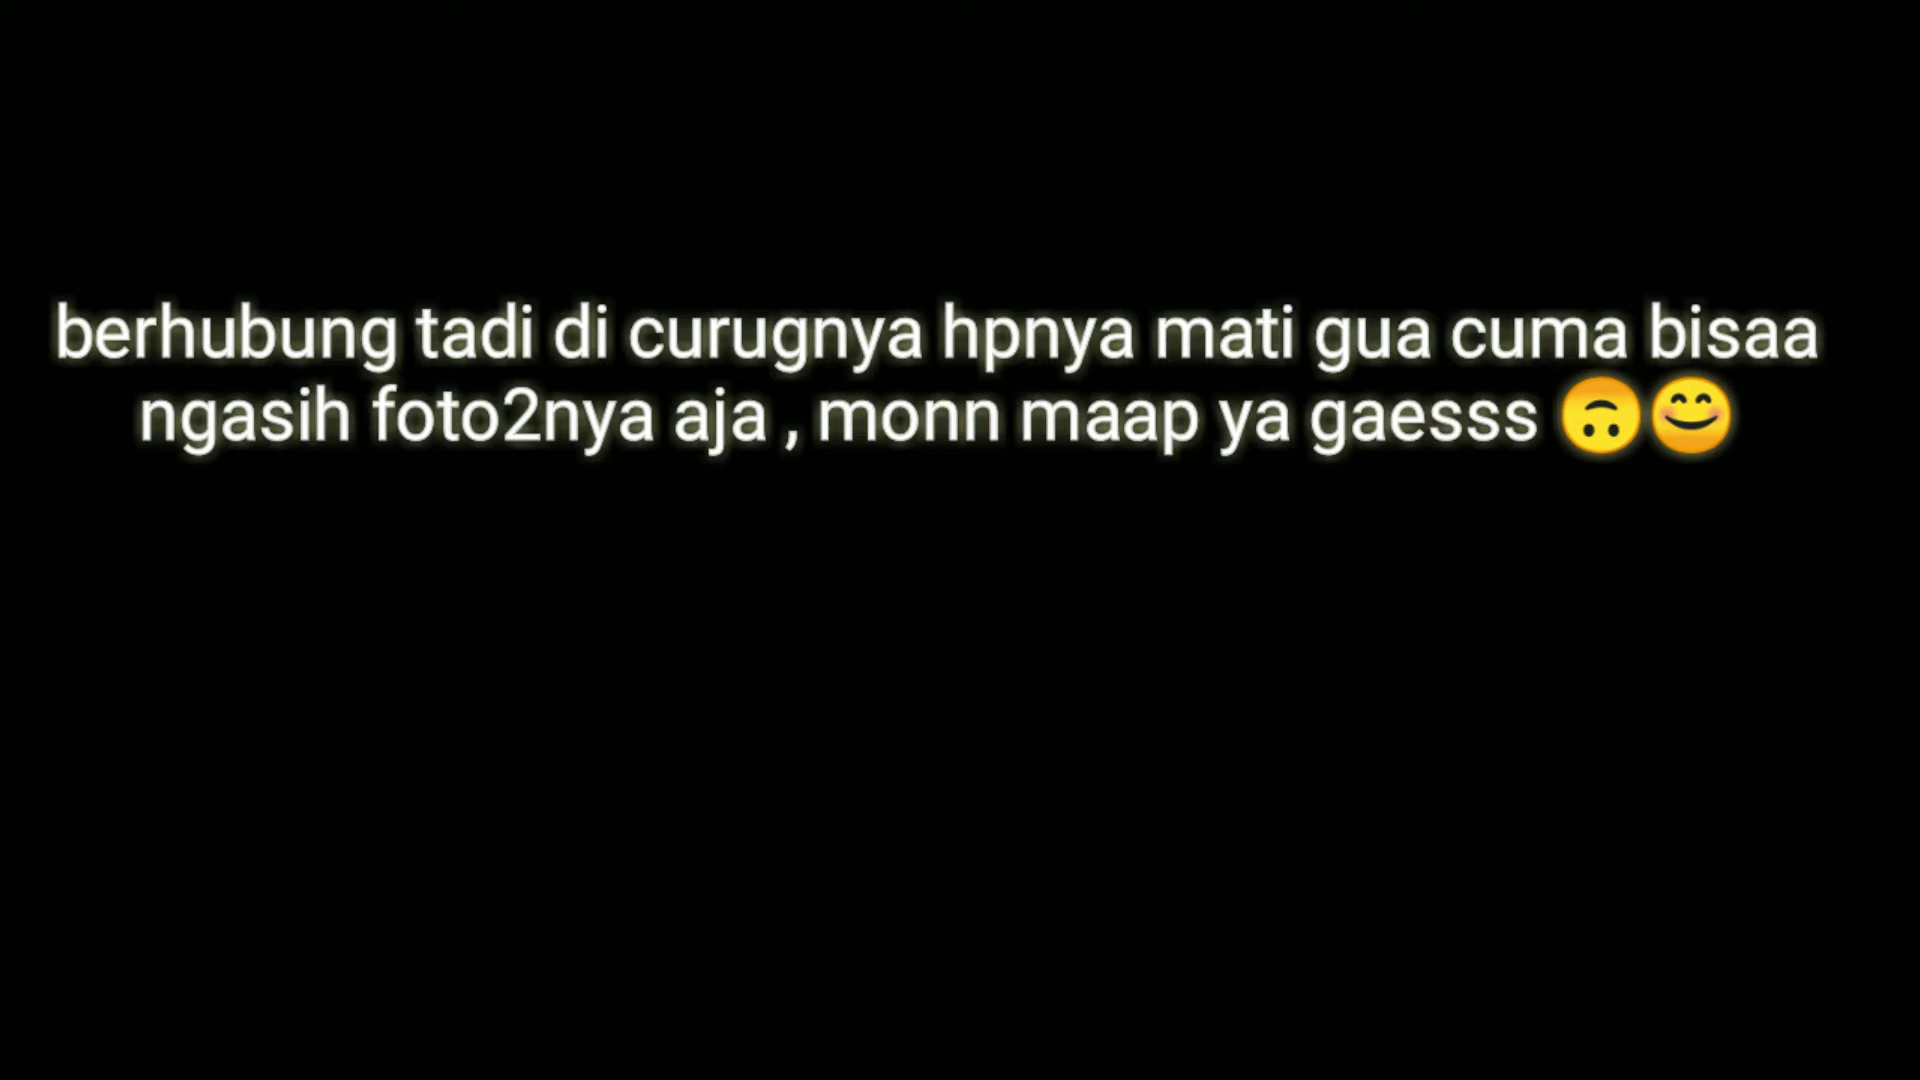 berhubung tadi di curugnya hpnya mati gua cuma bisaa
ngasih foto2nya aja , monn maap ya gaesss 🙃😊